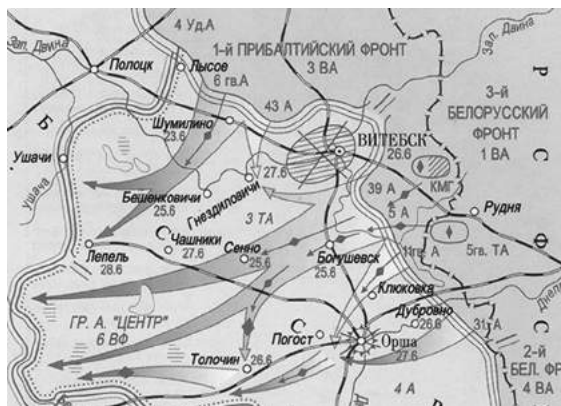 4 Уд.А
1-й ПРИБАЛТИЙСКИЙ ФРОНТ
3 ВА
Зап. Двина
Полоцк
Лысое
6 гв.А
Зап. Двина
3-й
БЕЛОРУССКИЙ
ФРОНТ
1 ВА
Р
С
Ф
С
Б
43 А
Шумилино
23.6
ВИТЕБСК
26.6
Ушачи
Ушача
27.6
Гнездиловичи
Бешенковичи
25.6
39 А
КМГ
5 А
Рудня
3 ТА
С
Чашники
27.6
Сенно
25.6
Лепель
28.6
Богушевск
25.6
11гв. А
5гв. ТА
Клюковка
Дубровно
26.6
Днепр
31 А
ГР. А. "ЦЕНТР"
6 ВФ
С
Погост
Орша
27.6
Толочин
26.6
4 А
2-й
БЕЛ. ФР
4 ВА